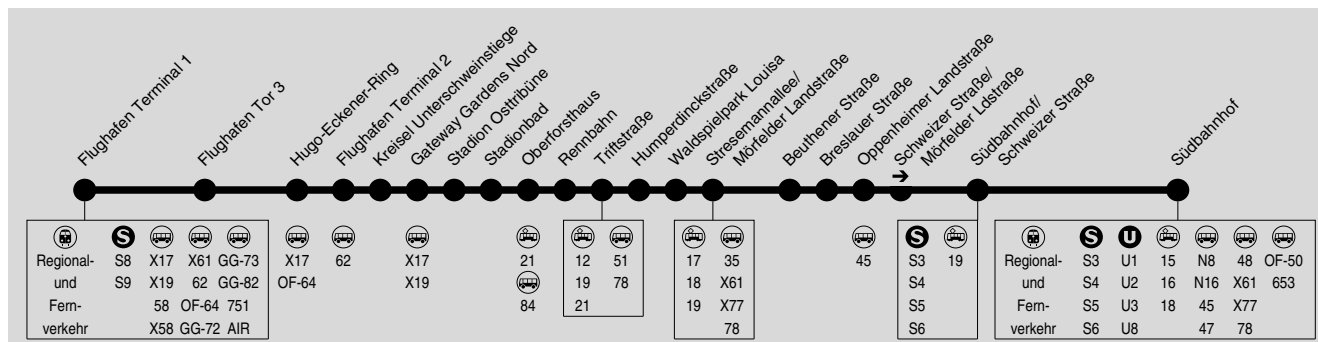 Flughafen Terminal 1
Flughafen Tor 3
Hugo-Eckener-Ring
Flughafen Terminal 2
Kreisel Unterschweinstiege
Gateway Gardens Nord
Stadion Osttribüne
Stadionbad
Oberforsthaus
Rennbahn
Triftstraße
Humperdinckstraße
Waldspielpark Louisa
Stresemannallee/
Mörfelder Landstraße
Beuthener Straße
Breslauer Straße
Oppenheimer Landstraße
Schweizer Straße/
Mörfelder Ldstraße
Südbahnhof/
Schweizer Straße
Südbahnhof
S
S
S U
Regional- S8 X17 X61 GG-73 X17 62 X17 21 12 51 17 35 45 S3 19 Regional- S3 U1 15 N8 48 OF-50
und S9 X19 62 GG-82 OF-64 X19 19 78 18 X61 S4 und S4 U2 16 N16 X61 653
Fern- 58 OF-64 751 84 21 19 X77 S5 Fern- S5 U3 18 45 X77
verkehr X58 GG-72 AIR 78 S6 verkehr S6 U8 47 78